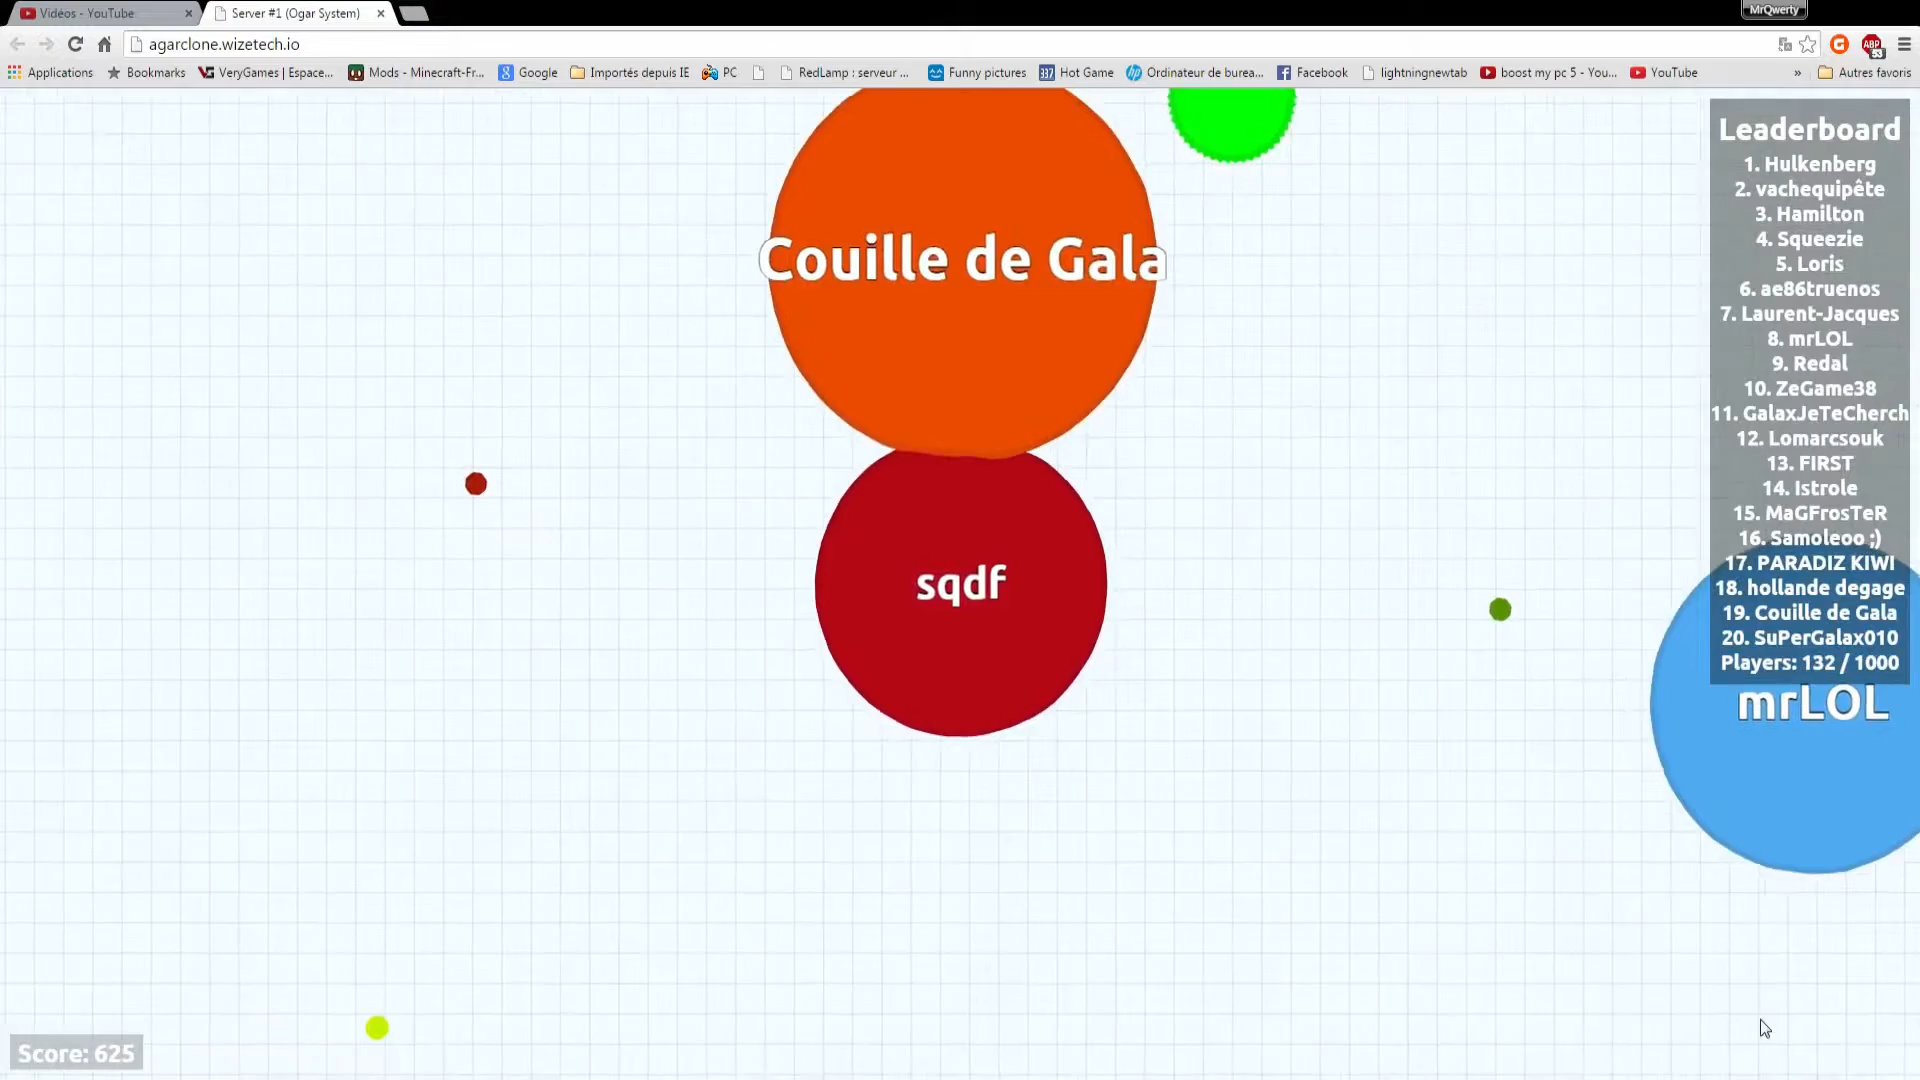 Vidéos - YouTube
Server #1 (Ogar System)
MrQwerty
agarclone.wizetech.io
ABP
53
Applications
Bookmarks
VeryGames | Espace...
Mods - Minecraft-Fr...
Google
Importés depuis IE
PC
RedLamp : serveur ...
Funny pictures
337 Hot Game
Ordinateur de burea...
Facebook
lightningnewtab
boost my pc 5 - You...
YouTube
»
Autres favoris
Couille de Gala
sqdf
mrLOL
Leaderboard
1. Hulkenberg
2. vachequipête
3. Hamilton
4. Squeezie
5. Loris
6. ae86truenos
7. Laurent-Jacques
8. mrLOL
9. Redal
10. ZeGame38
11. GalaxJeTeCherch
12. Lomarcsouk
13. FIRST
14. Istrole
15. MaGFrosTeR
16. Samoleoo ;)
17. PARADIZ KIWI
18. hollande degage
19. Couille de Gala
20. SuPerGalax010
Players: 132 / 1000
Score: 625